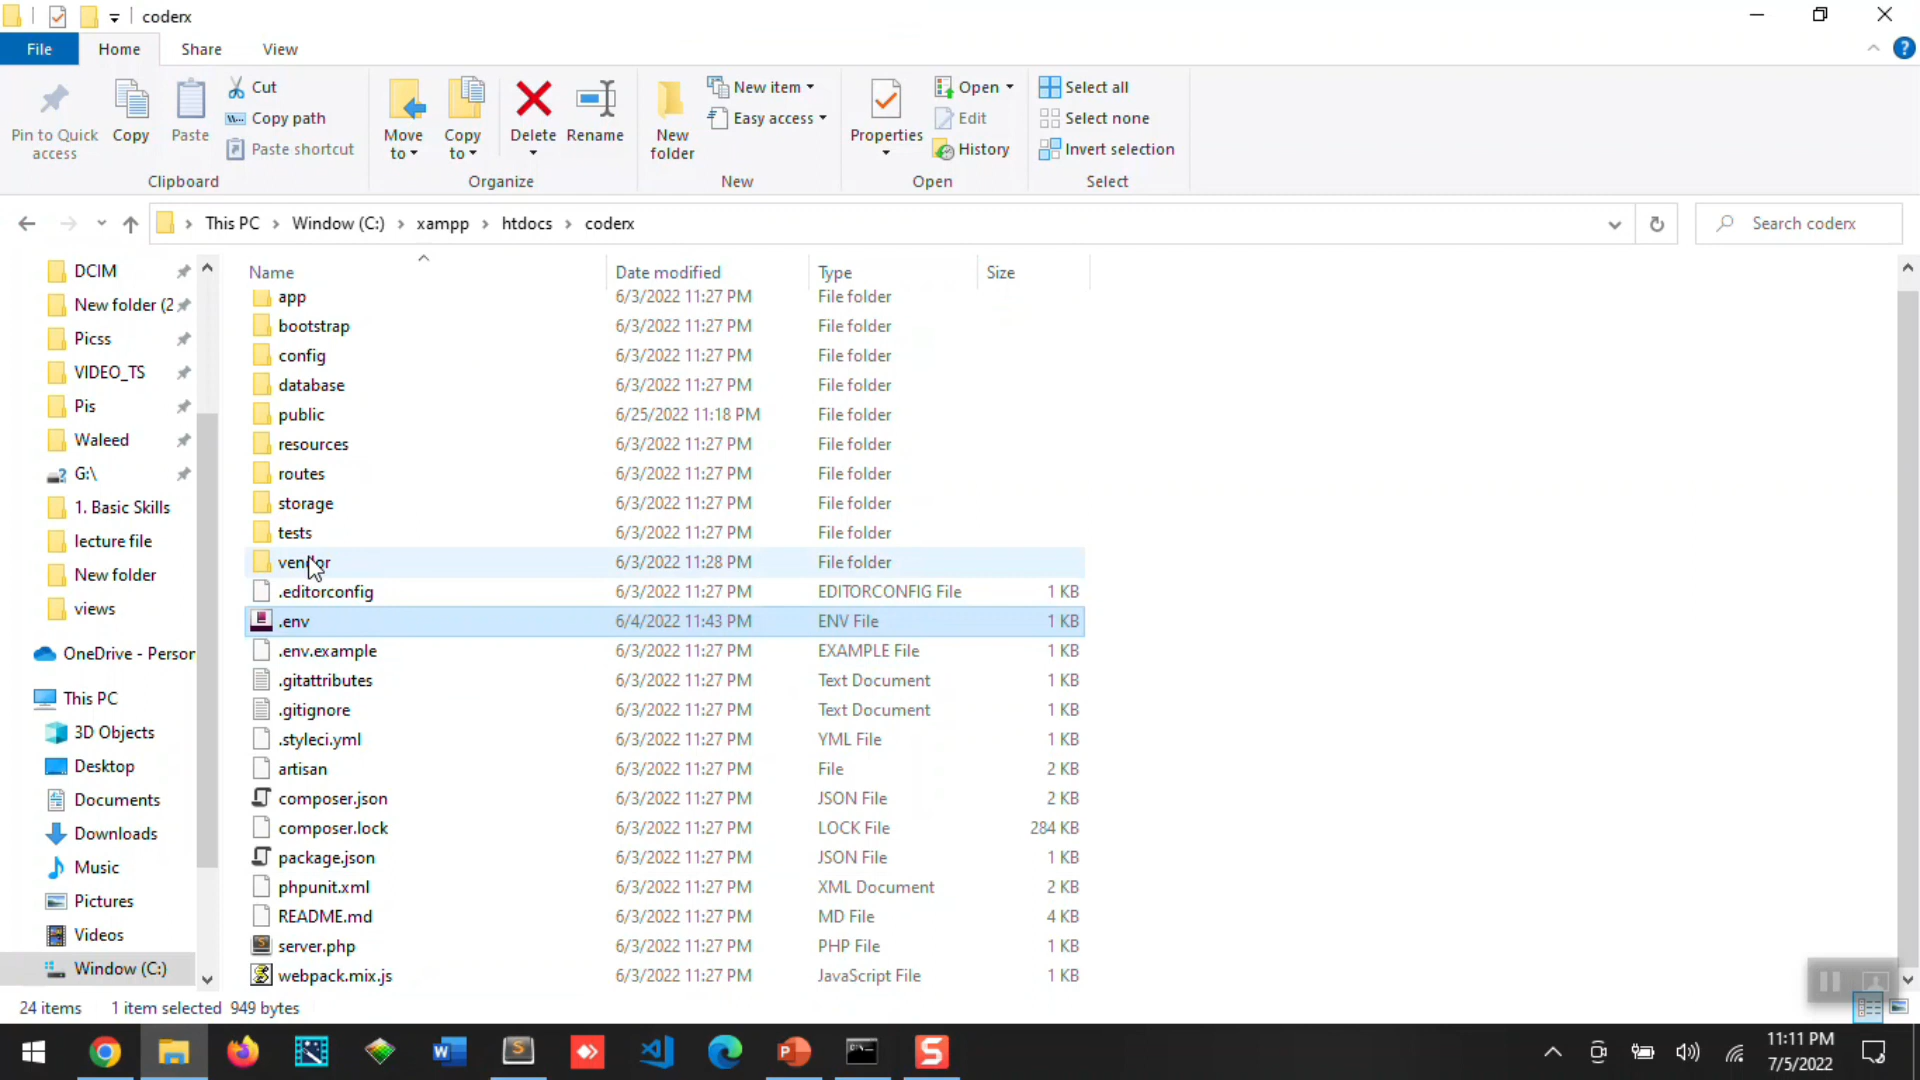 coderx
File Home Share View
Pin to Quick access
Copy
Paste
Cut
Copy path
Paste shortcut
Clipboard
Move to
Copy to
Delete
Rename
Organize
New folder
New item
Easy access
New
Properties
Open
Edit
History
Open
Select all
Select none
Invert selection
Select
This PC > Window (C:) > xampp > htdocs > coderx
Search coderx
DCIM
New folder (2
Picss
VIDEO_TS
Pis
Waleed
G:\
1. Basic Skills
lecture file
New folder
views
OneDrive - Person
This PC
3D Objects
Desktop
Documents
Downloads
Music
Pictures
Videos
Window (C:)
Name Date modified Type Size
app 6/3/2022 11:27 PM File folder
bootstrap 6/3/2022 11:27 PM File folder
config 6/3/2022 11:27 PM File folder
database 6/3/2022 11:27 PM File folder
public 6/25/2022 11:18 PM File folder
resources 6/3/2022 11:27 PM File folder
routes 6/3/2022 11:27 PM File folder
storage 6/3/2022 11:27 PM File folder
tests 6/3/2022 11:27 PM File folder
vendor 6/3/2022 11:28 PM File folder
.editorconfig 6/3/2022 11:27 PM EDITORCONFIG File 1 KB
.env 6/4/2022 11:43 PM ENV File 1 KB
.env.example 6/3/2022 11:27 PM EXAMPLE File 1 KB
.gitattributes 6/3/2022 11:27 PM Text Document 1 KB
.gitignore 6/3/2022 11:27 PM Text Document 1 KB
.styleci.yml 6/3/2022 11:27 PM YML File 1 KB
artisan 6/3/2022 11:27 PM File 2 KB
composer.json 6/3/2022 11:27 PM JSON File 2 KB
composer.lock 6/3/2022 11:27 PM LOCK File 284 KB
package.json 6/3/2022 11:27 PM JSON File 1 KB
phpunit.xml 6/3/2022 11:27 PM XML Document 2 KB
README.md 6/3/2022 11:27 PM MD File 4 KB
server.php 6/3/2022 11:27 PM PHP File 1 KB
webpack.mix.js 6/3/2022 11:27 PM JavaScript File 1 KB
24 items 1 item selected 949 bytes
11:11 PM
7/5/2022